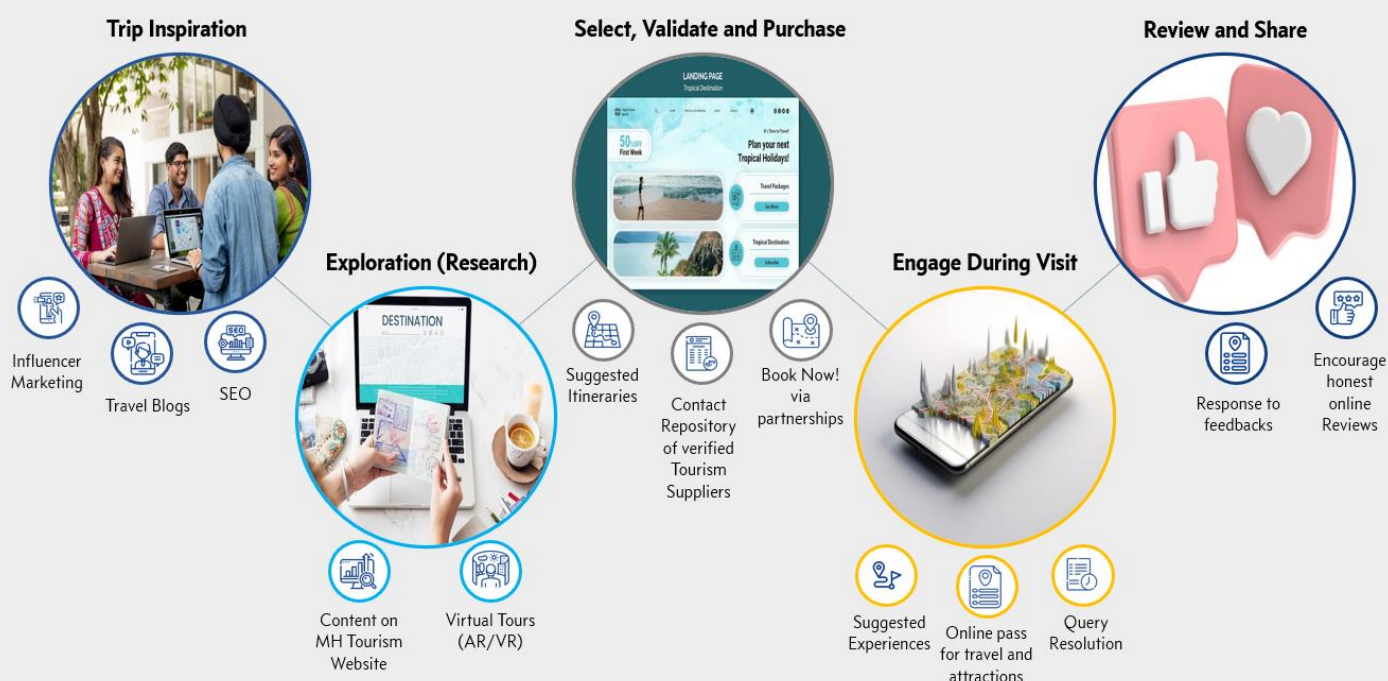 Trip Inspiration
Select, Validate and Purchase
Review and Share
LANDING PAGE
Tropical Destination
50%OFF
First Week
Plan your next
Tropical Holidays!
Travel Packages
Tropical Destination
Exploration (Research)
Engage During Visit
DESTINATION
SEO
Influencer
Marketing
Travel Blogs
SEO
Suggested
Itineraries
Contact
Repository
of verified
Tourism
Suppliers
Book Now!
via
partnerships
Response to
feedbacks
Encourage
honest
online
Reviews
Content on
MH Tourism
Website
Virtual Tours
(AR/VR)
Suggested
Experiences
Online pass
for travel and
attractions
Query
Resolution